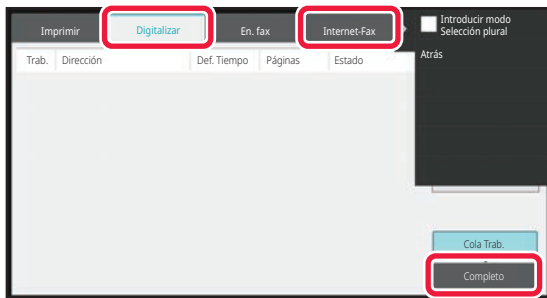 Imprimir
Digitalizar
En. fax
Internet-Fax
Introducir modo
Selección plural
Trab.
Dirección
Def. Tiempo
Páginas
Estado
Atrás
Cola Trab.
Completo